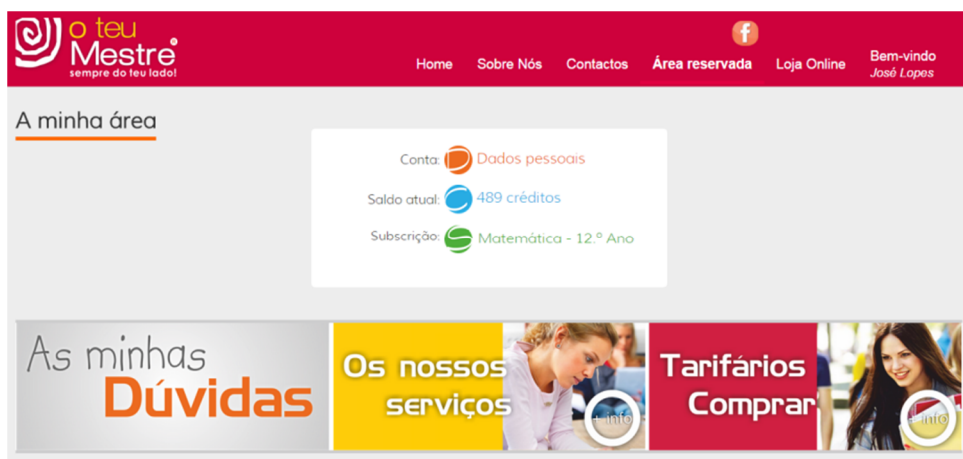 o teu
Mestre®
sempre do teu lado!
f
Home Sobre Nós Contactos Área reservada Loja Online Bem-vindo
José Lopes
A minha área
Conta: Dados pessoais
Saldo atual: 489 créditos
Subscrição: Matemática - 12.º Ano
As minhas
Dúvidas
Os nossos
serviços
+ info
Tarifários
Comprar
+ info